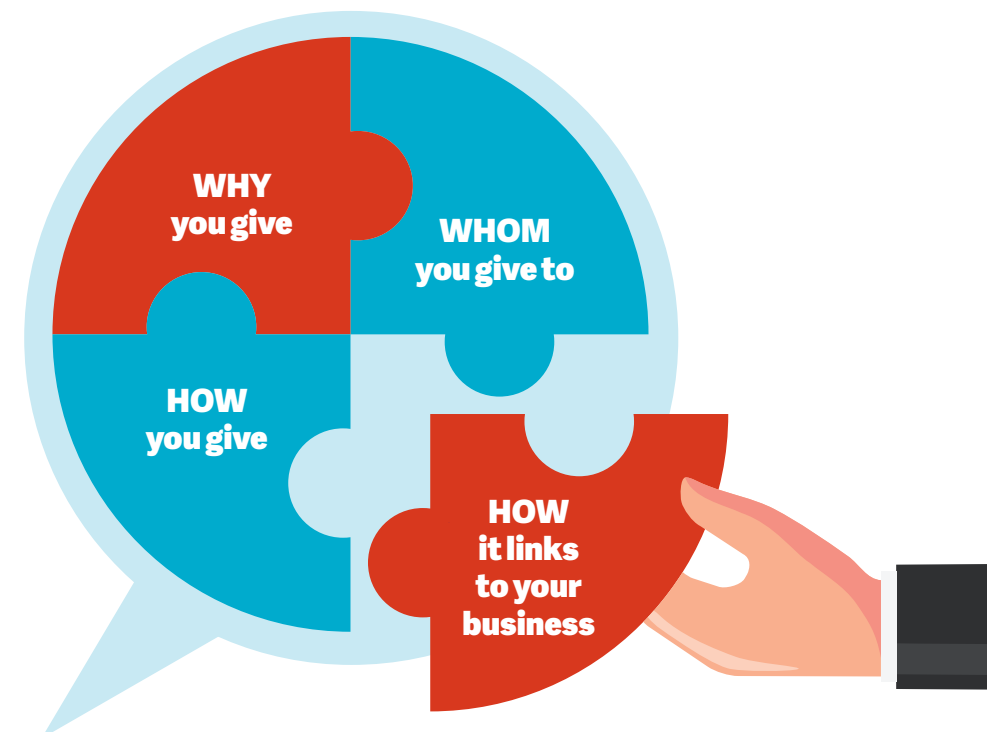 WHY
you give
WHOM
you give to
HOW
you give
HOW
it links
to your
business